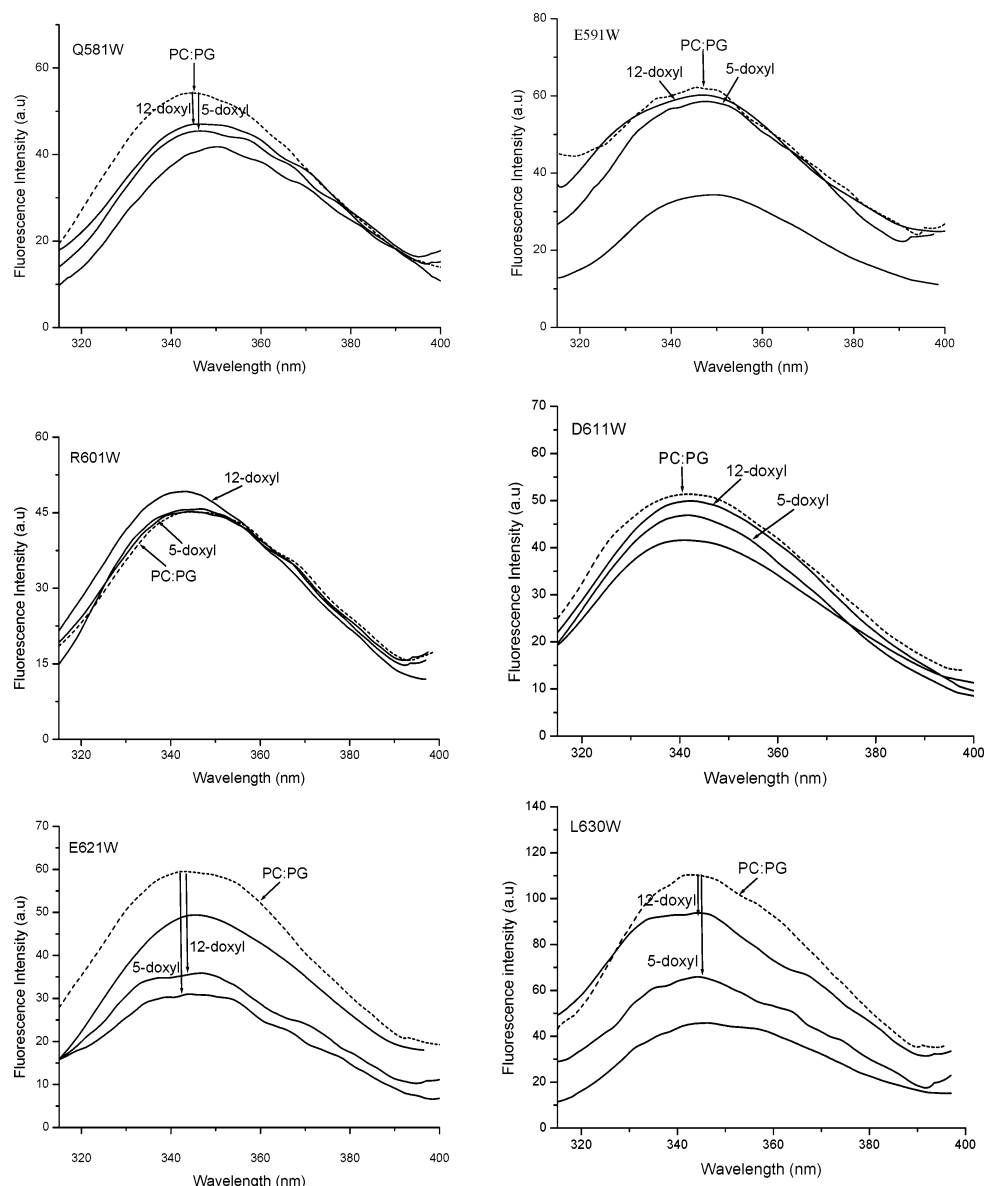 Q581W
PC:PG
12-doxyl
5-doxyl
60
40
20
0
320 340 360 380 400
Fluorescence Intensity (a.u)
Wavelength (nm)
E591W
PC:PG
12-doxyl
5-doxyl
80
60
40
20
0
320 340 360 380 400
Fluorescence Intensity (a.u)
Wavelength (nm)
R601W
12-doxyl
5-doxyl
PC:PG
60
45
30
15
0
320 340 360 380 400
Fluorescence Intensity (a.u)
Wavelength (nm)
D611W
PC:PG
12-doxyl
5-doxyl
70
60
50
40
30
20
10
0
320 340 360 380 400
Fluorescence Intensity (a.u)
Wavelength (nm)
E621W
PC:PG
12-doxyl
5-doxyl
70
60
50
40
30
20
10
0
320 340 360 380 400
Fluorescence Intensity (a.u)
Wavelength (nm)
L630W
PC:PG
12-doxyl
5-doxyl
140
120
100
80
60
40
20
0
320 340 360 380 400
Fluorescence intensity (a.u)
Wavelength (nm)